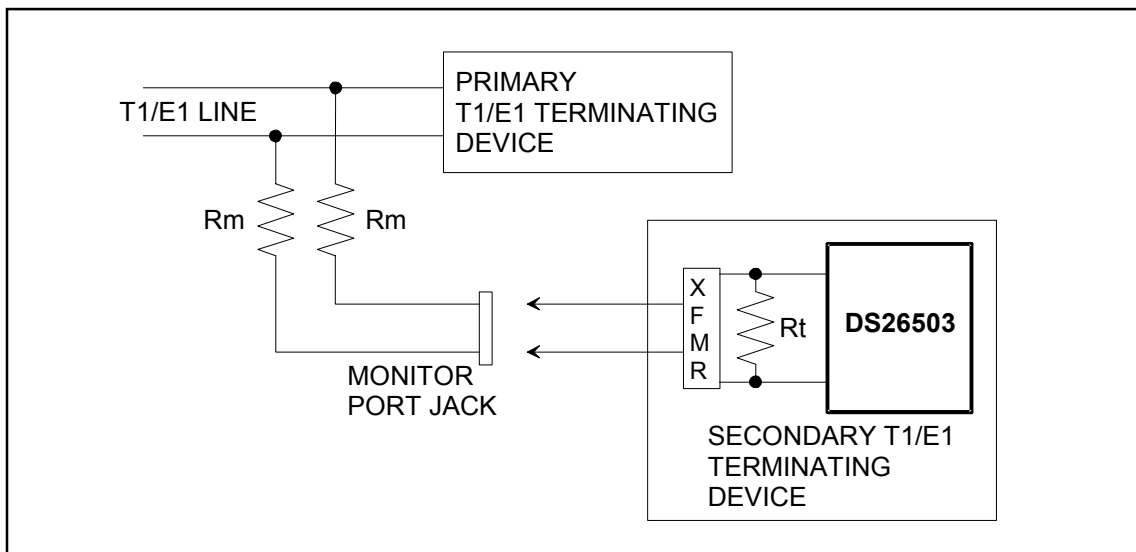 PRIMARY
T1/E1 TERMINATING
DEVICE
T1/E1 LINE
Rm
Rm
MONITOR
PORT JACK
X
F
M
R
Rt
DS26503
SECONDARY T1/E1
TERMINATING
DEVICE